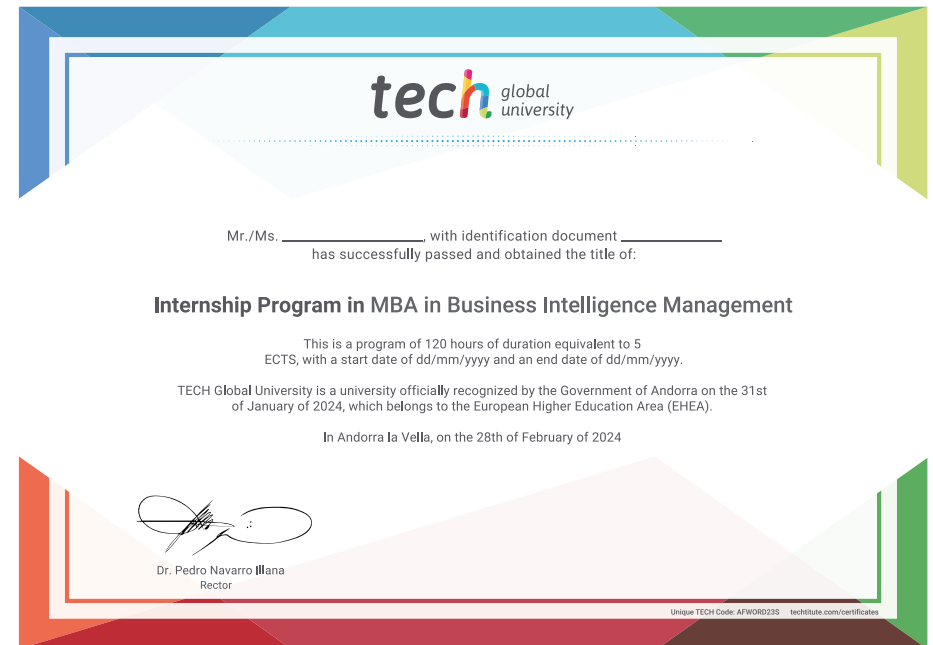 tech global university
Mr./Ms. ____________, with identification document ____________
has successfully passed and obtained the title of:
Internship Program in MBA in Business Intelligence Management
This is a program of 120 hours of duration equivalent to 5
ECTS, with a start date of dd/mm/yyyy and an end date of dd/mm/yyyy.
TECH Global University is a university officially recognized by the Government of Andorra on the 31st
of January of 2024, which belongs to the European Higher Education Area (EHEA).
In Andorra la Vella, on the 28th of February of 2024
Dr. Pedro Navarro Illana
Rector
Unique TECH Code: AFWORD23S techtitute.com/certificates